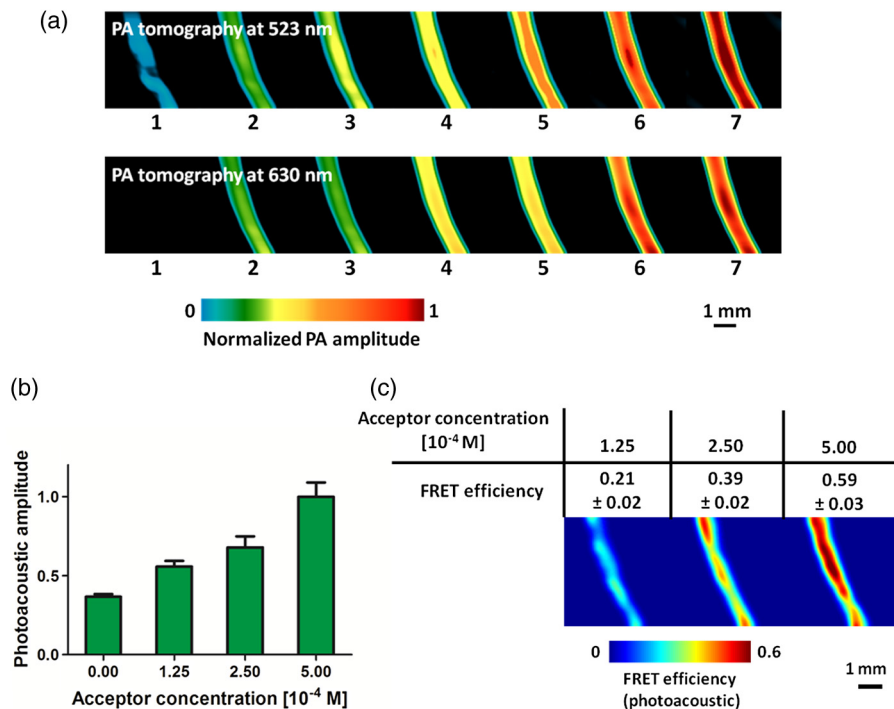 (a)
PA tomography at 523 nm
1 2 3 4 5 6 7
PA tomography at 630 nm
1 2 3 4 5 6 7
0 1
Normalized PA amplitude
1 mm
(b)
Photoacoustic amplitude
1.0
0.5
0.0
0.00 1.25 2.50 5.00
Acceptor concentration [10⁻⁴ M]
(c)
Acceptor concentration
[10⁻⁴ M] 1.25 2.50 5.00
FRET efficiency 0.21 0.39 0.59
± 0.02 ± 0.02 ± 0.03
0 0.6
FRET efficiency
(photoacoustic)
1 mm